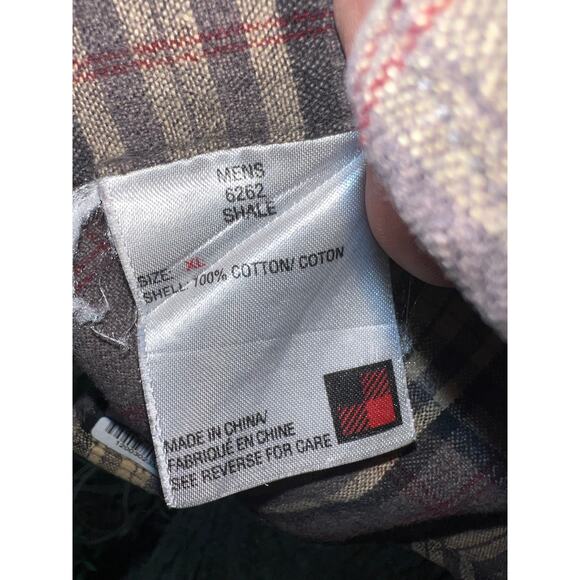 MENS
6262
SHALE
SIZE: XL
SHELL: 100% COTTON/ COTON
MADE IN CHINA/
FABRIQUÉ EN CHINE
SEE REVERSE FOR CARE